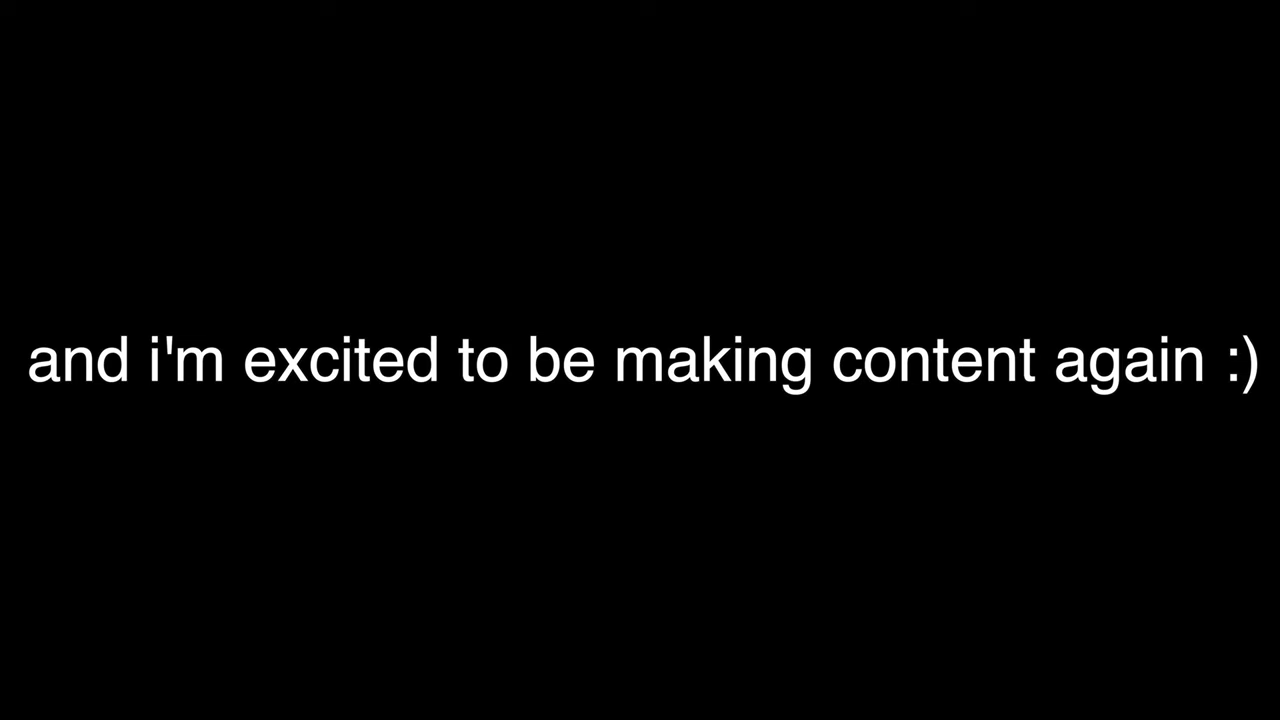 and i'm excited to be making content again :)